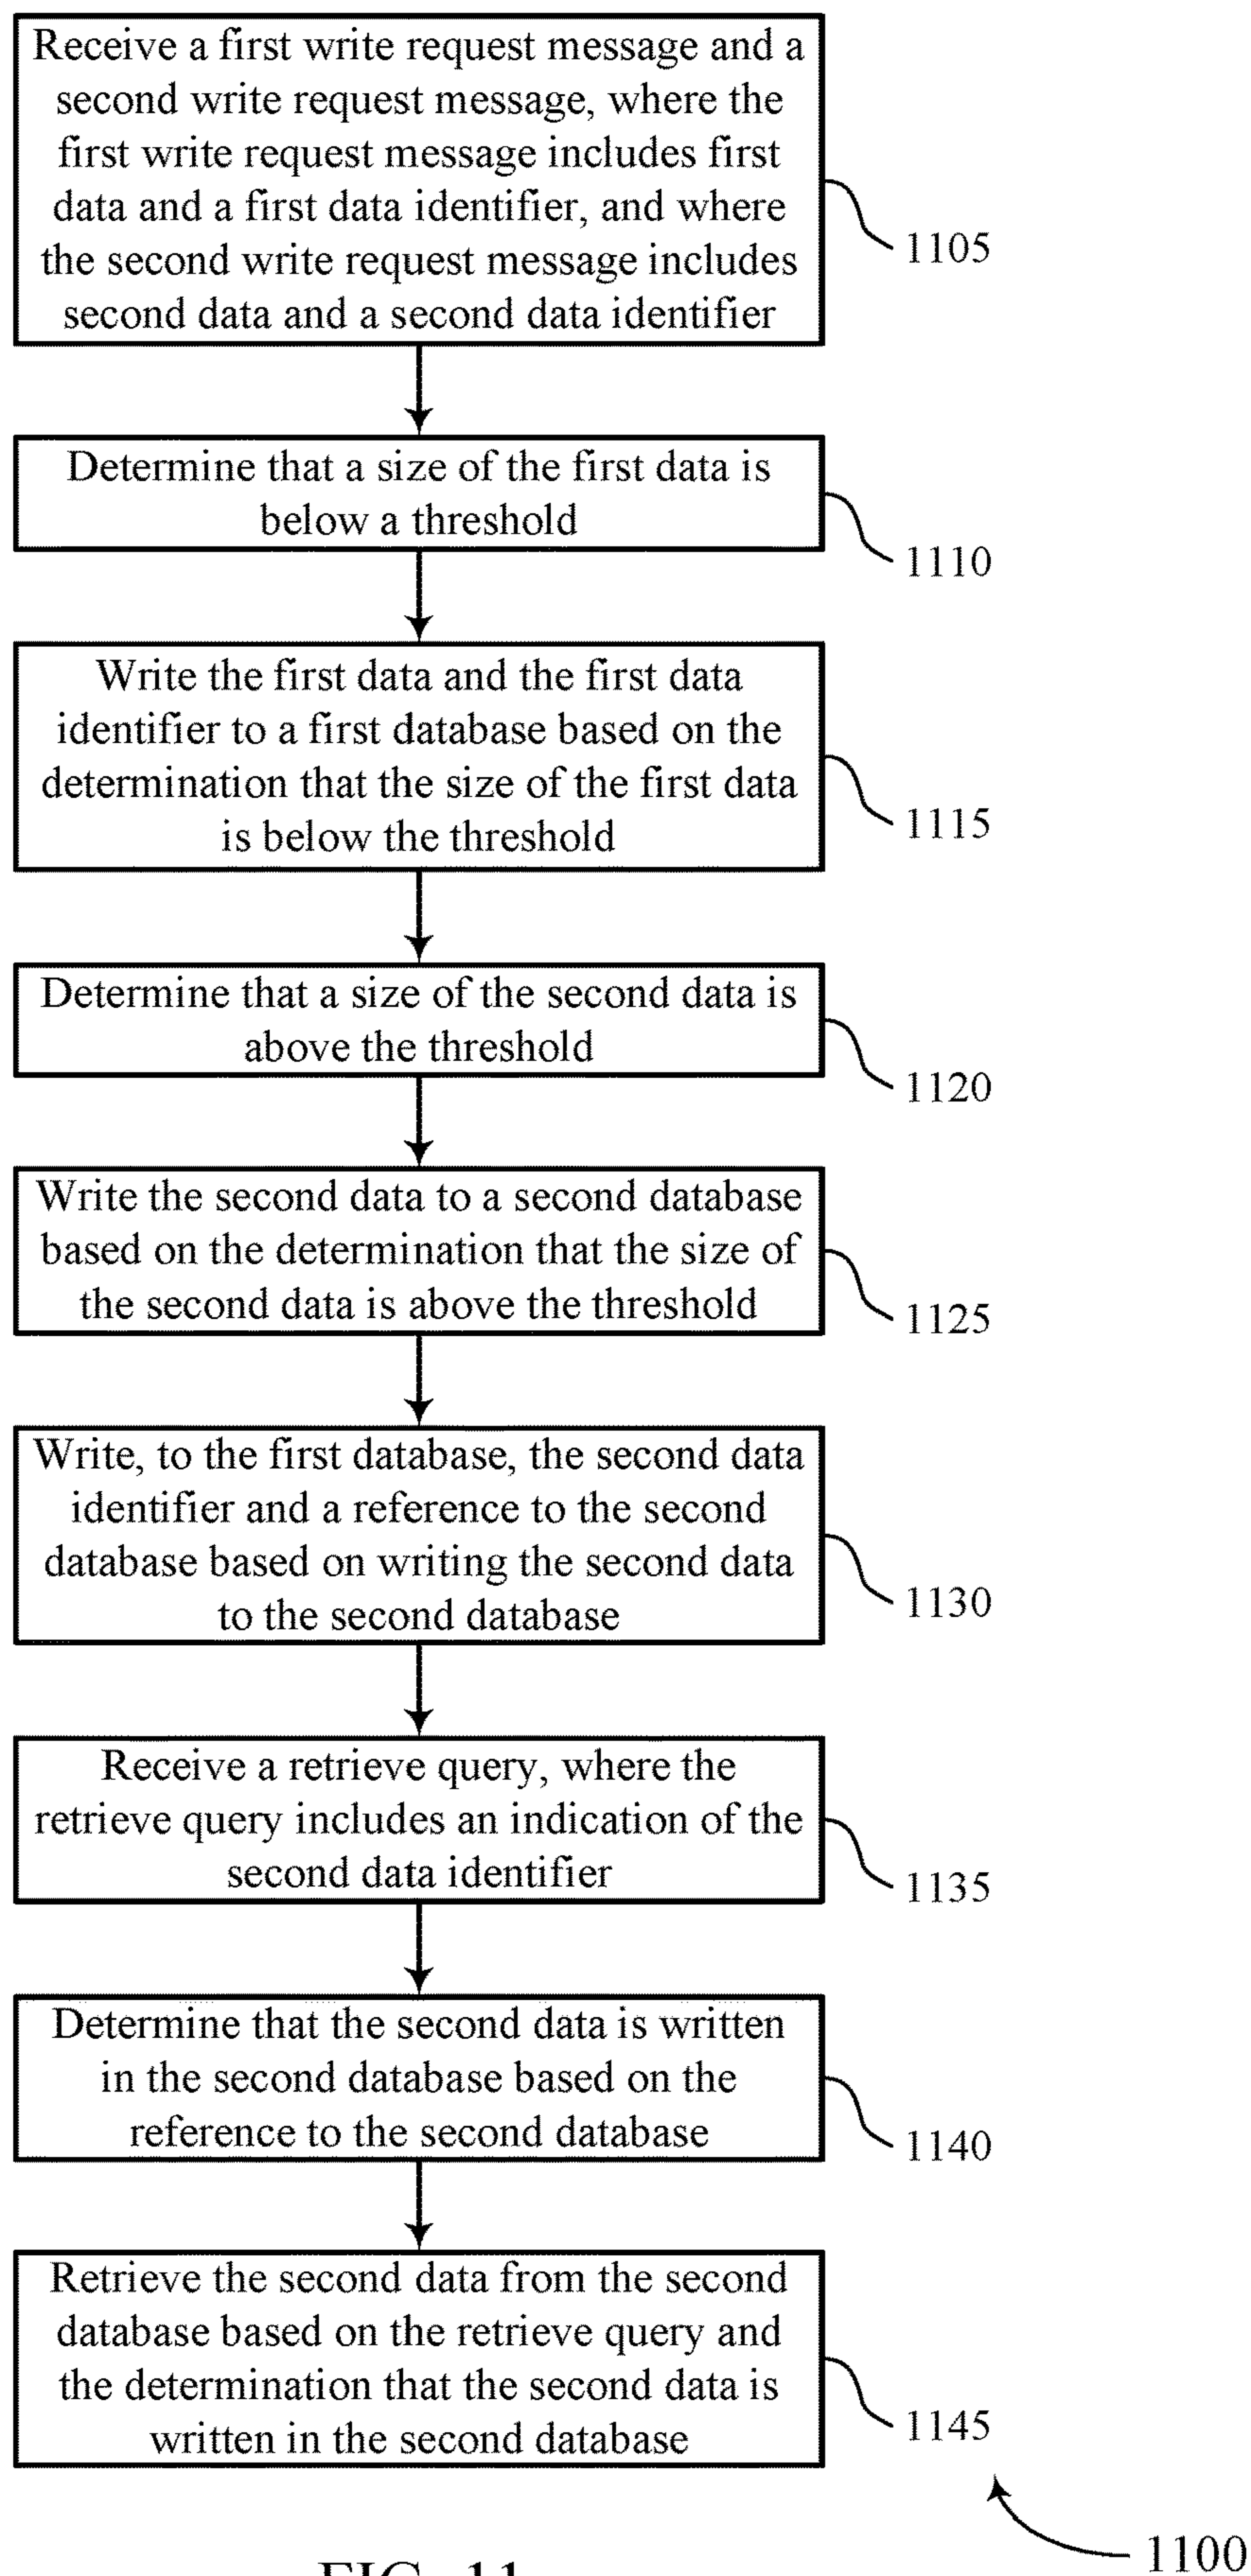 Receive a first write request message and a
second write request message, where the
first write request message includes first
data and a first data identifier, and where
the second write request message includes
second data and a second data identifier
1105
Determine that a size of the first data is
below a threshold
1110
Write the first data and the first data
identifier to a first database based on the
determination that the size of the first data
is below the threshold
1115
Determine that a size of the second data is
above the threshold
1120
Write the second data to a second database
based on the determination that the size of
the second data is above the threshold
1125
Write, to the first database, the second data
identifier and a reference to the second
database based on writing the second data
to the second database
1130
Receive a retrieve query, where the
retrieve query includes an indication of the
second data identifier
1135
Determine that the second data is written
in the second database based on the
reference to the second database
1140
Retrieve the second data from the second
database based on the retrieve query and
the determination that the second data is
written in the second database
1145
1100
FIG. 11